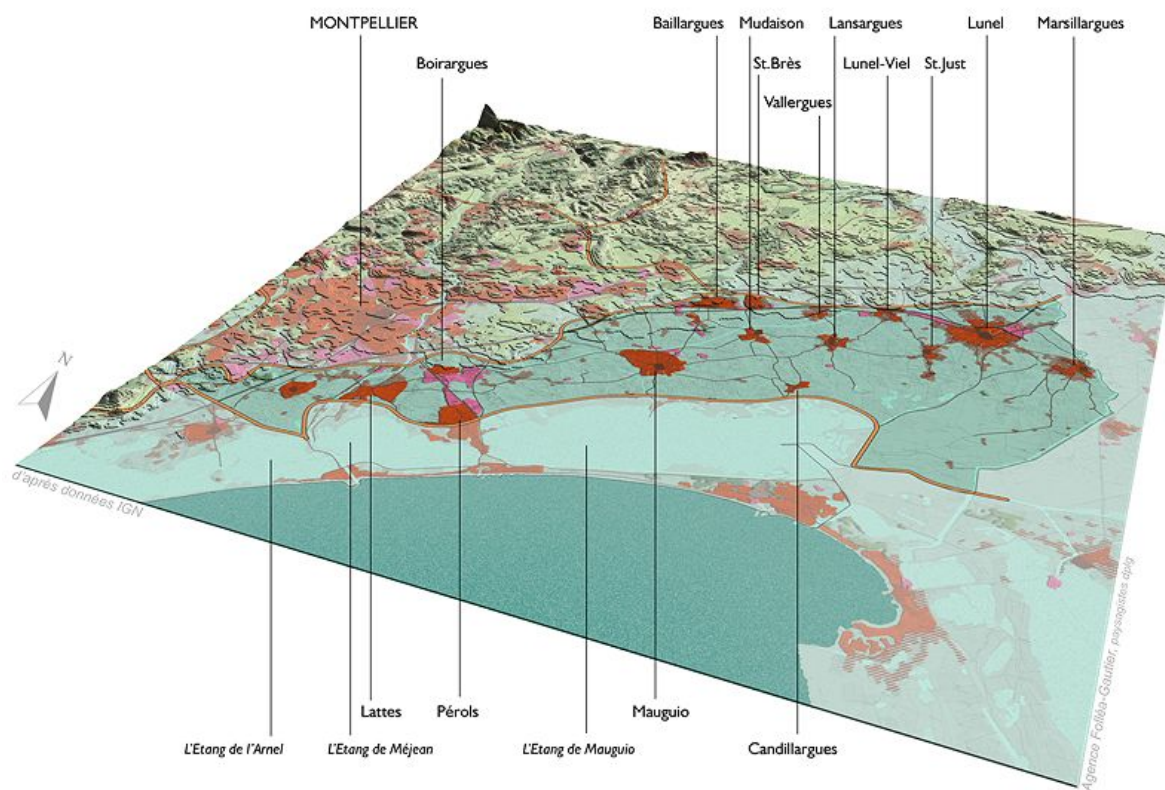 MONTPELLIER
Baillargues
Mudaison
Lansargues
Lunel
Marsillargues
Boirargues
St.Brès
Lunel-Viel
St.Just
Vallergues
N
d'après données IGN
Agence Folléa-Gautier, paysagistes dplg
Lattes
Pérols
Mauguio
L'Etang de l'Arnel
L'Etang de Méjean
L'Etang de Mauguio
Candillargues